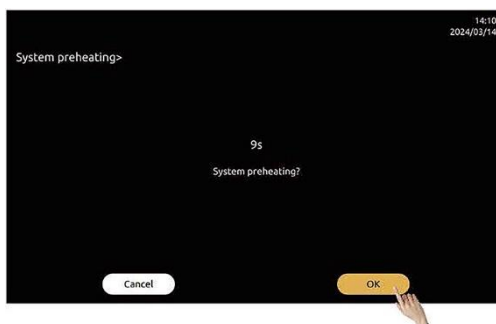 14:10
2024/03/14
System preheating>
9s
System preheating?
Cancel
OK